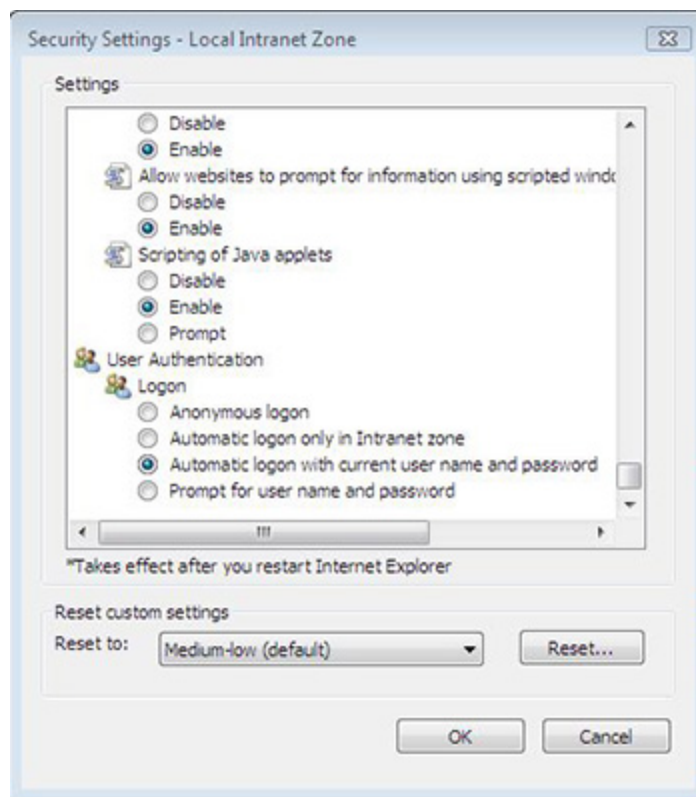 Security Settings - Local Intranet Zone
Settings
Disable
Enable
Allow websites to prompt for information using scripted windo
Disable
Enable
Scripting of Java applets
Disable
Enable
Prompt
User Authentication
Logon
Anonymous logon
Automatic logon only in Intranet zone
Automatic logon with current user name and password
Prompt for user name and password
*Takes effect after you restart Internet Explorer
Reset custom settings
Reset to: Medium-low (default) Reset...
OK Cancel